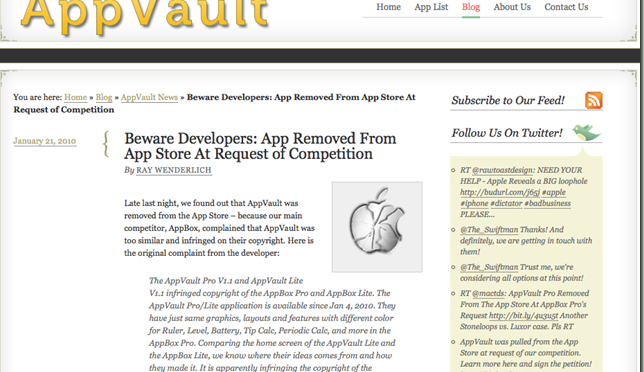 AppVault
Home App List Blog About Us Contact Us
You are here: Home » Blog » AppVault News » Beware Developers: App Removed From App Store At
Request of Competition
January 21, 2010
Beware Developers: App Removed From
App Store At Request of Competition
By RAY WENDERLICH
Late last night, we found out that AppVault was
removed from the App Store – because our main
competitor, AppBox, complained that AppVault was
too similar and infringed on their copyright. Here is
the original complaint from the developer:
The AppVault Pro V1.1 and AppVault Lite
V1.1 infringed copyright of the AppBox Pro and AppBox Lite. The
AppVault Pro/Lite application is available since Jan 4, 2010. They
have just same graphics, layouts and features with different color
for Ruler, Level, Battery, Tip Calc, Periodic Calc, and more in the
AppBox Pro. Comparing the home screen of the AppVault Lite and
the AppBox Lite, we know where their ideas comes from and how
they made it. It is apparently infringing the copyright of the
Subscribe to Our Feed!
Follow Us On Twitter!
RT @rawtoastdesign: NEED YOUR
HELP - Apple Reveals a BIG loophole
http://budurl.com/j6sj #apple
#iphone #dictator #badbusiness
PLEASE...
@The_Swiftman Thanks! And
definitely, we are getting in touch with
them!
@The_Swiftman Trust me, we're
considering all options at this point!
RT @mactds: AppVault Pro Removed
From The App Store At AppBox Pro's
Request http://bit.ly/4u3u5t Another
Stoneloops vs. Luxor case. Pls RT
AppVault was pulled from the App
Store at request of our competition.
Learn more here and sign the petition!